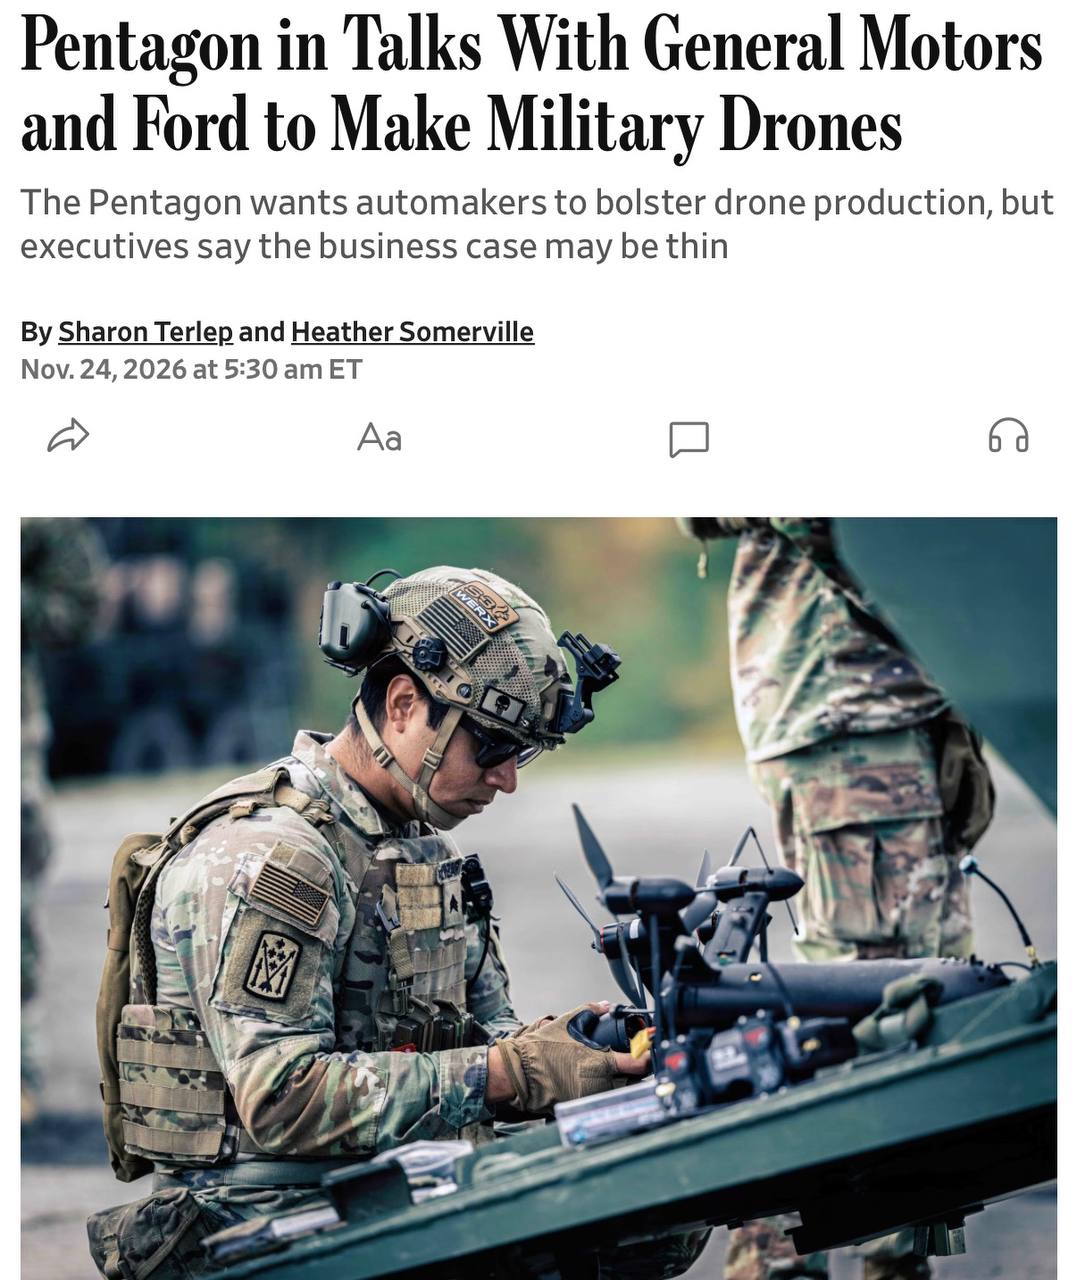 Pentagon in Talks With General Motors
and Ford to Make Military Drones
The Pentagon wants automakers to bolster drone production, but
executives say the business case may be thin
By Sharon Terlep and Heather Somerville
Nov. 24, 2026 at 5:30 am ET
Aa
WERX